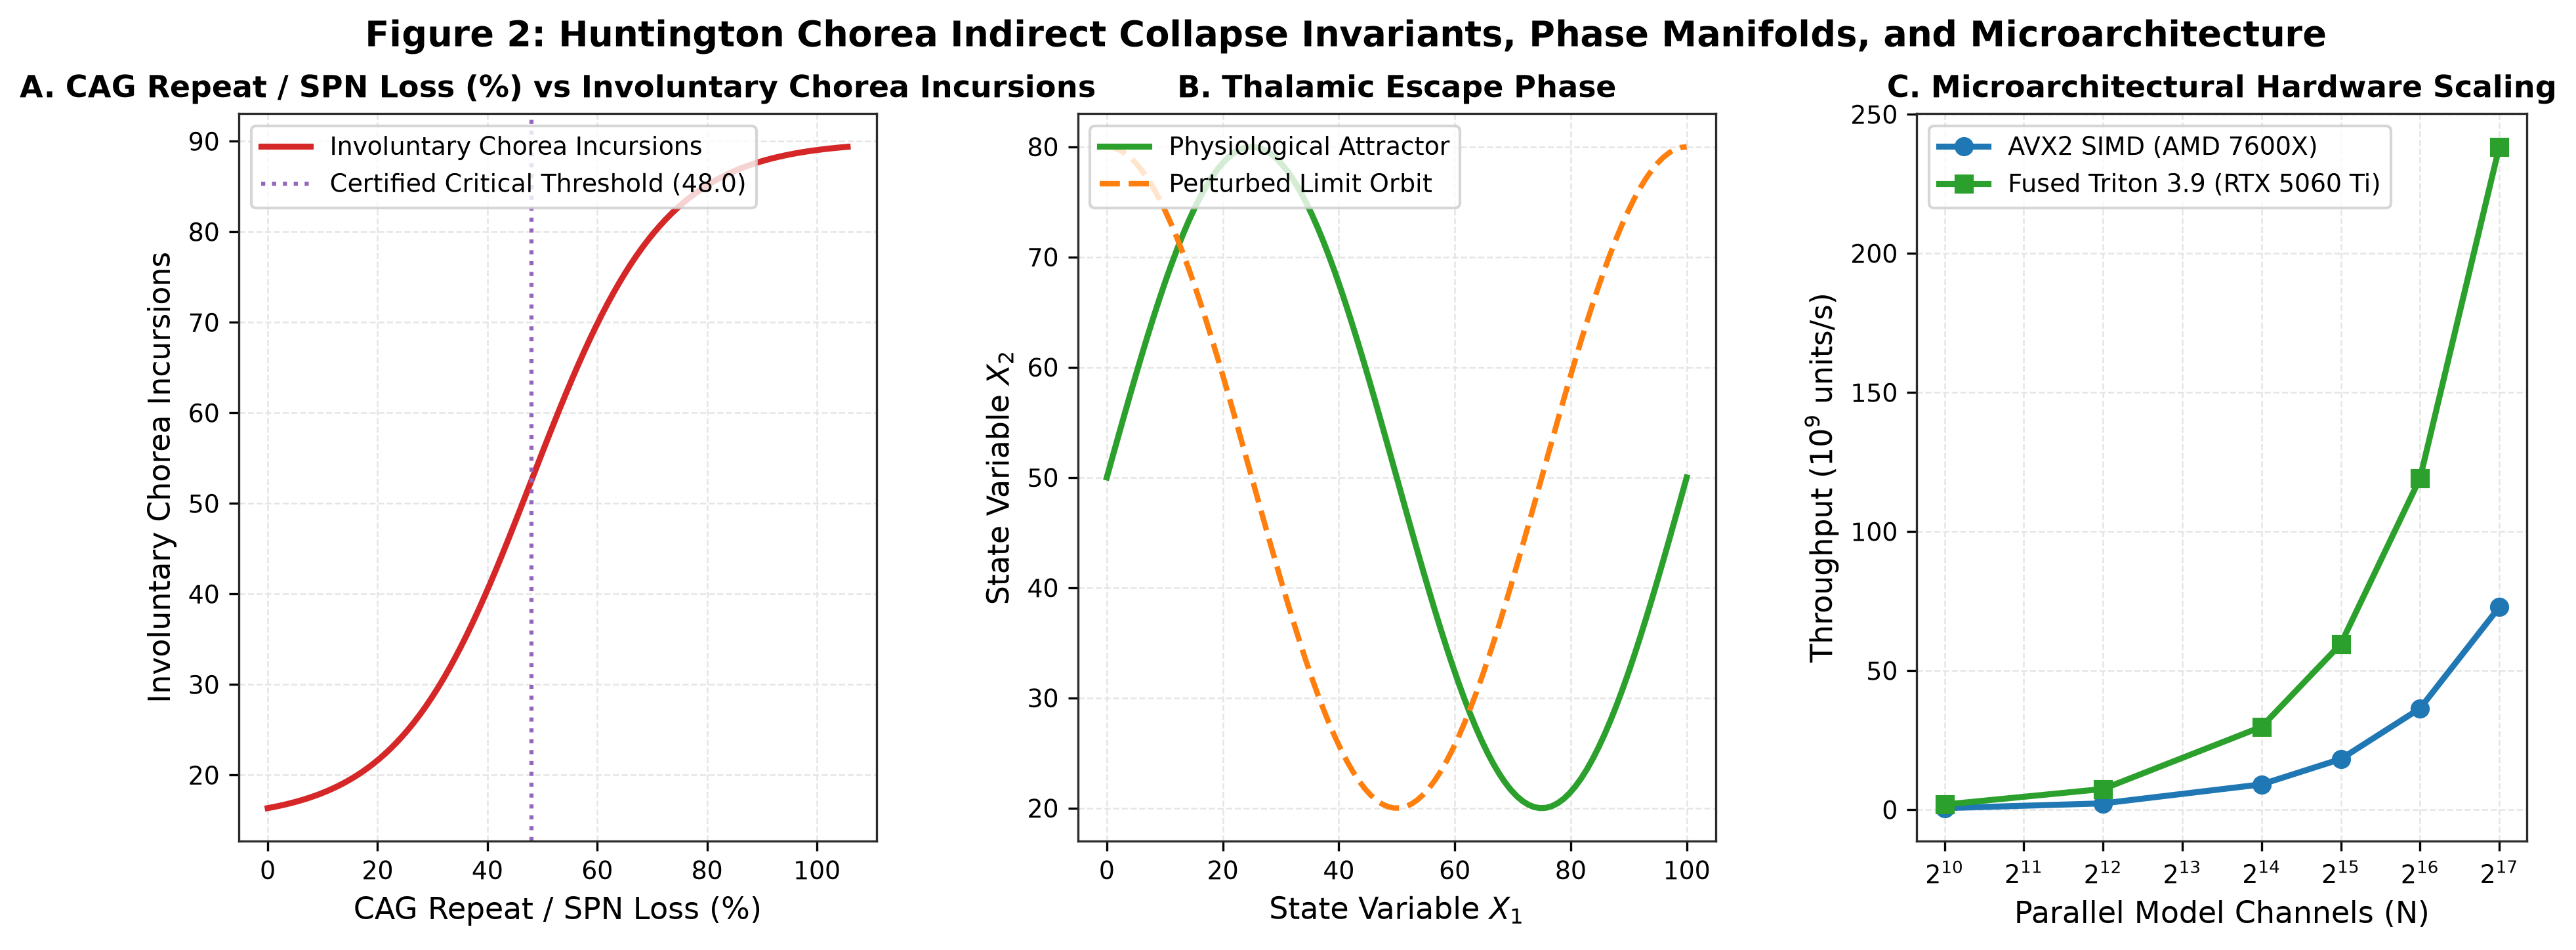 Figure 2: Huntington Chorea Indirect Collapse Invariants, Phase Manifolds, and Microarchitecture
A. CAG Repeat / SPN Loss (%) vs Involuntary Chorea Incursions
Involuntary Chorea Incursions
Certified Critical Threshold (48.0)
Involuntary Chorea Incursions
90
80
70
60
50
40
30
20
0 20 40 60 80 100
CAG Repeat / SPN Loss (%)
B. Thalamic Escape Phase
Physiological Attractor
Perturbed Limit Orbit
State Variable X₂
80
70
60
50
40
30
20
0 20 40 60 80 100
State Variable X₁
C. Microarchitectural Hardware Scaling
AVX2 SIMD (AMD 7600X)
Fused Triton 3.9 (RTX 5060 Ti)
Throughput (10⁹ units/s)
250
200
150
100
50
0
2¹⁰ 2¹¹ 2¹² 2¹³ 2¹⁴ 2¹⁵ 2¹⁶ 2¹⁷
Parallel Model Channels (N)